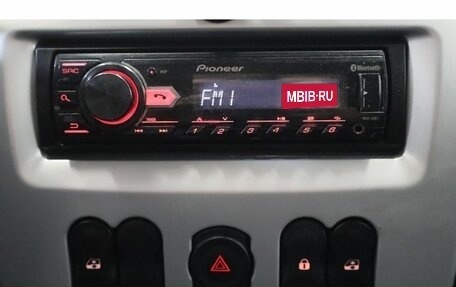 SRC
Pioneer
Bluetooth
FM1
MBIB·RU
1 2 3 4 5 6